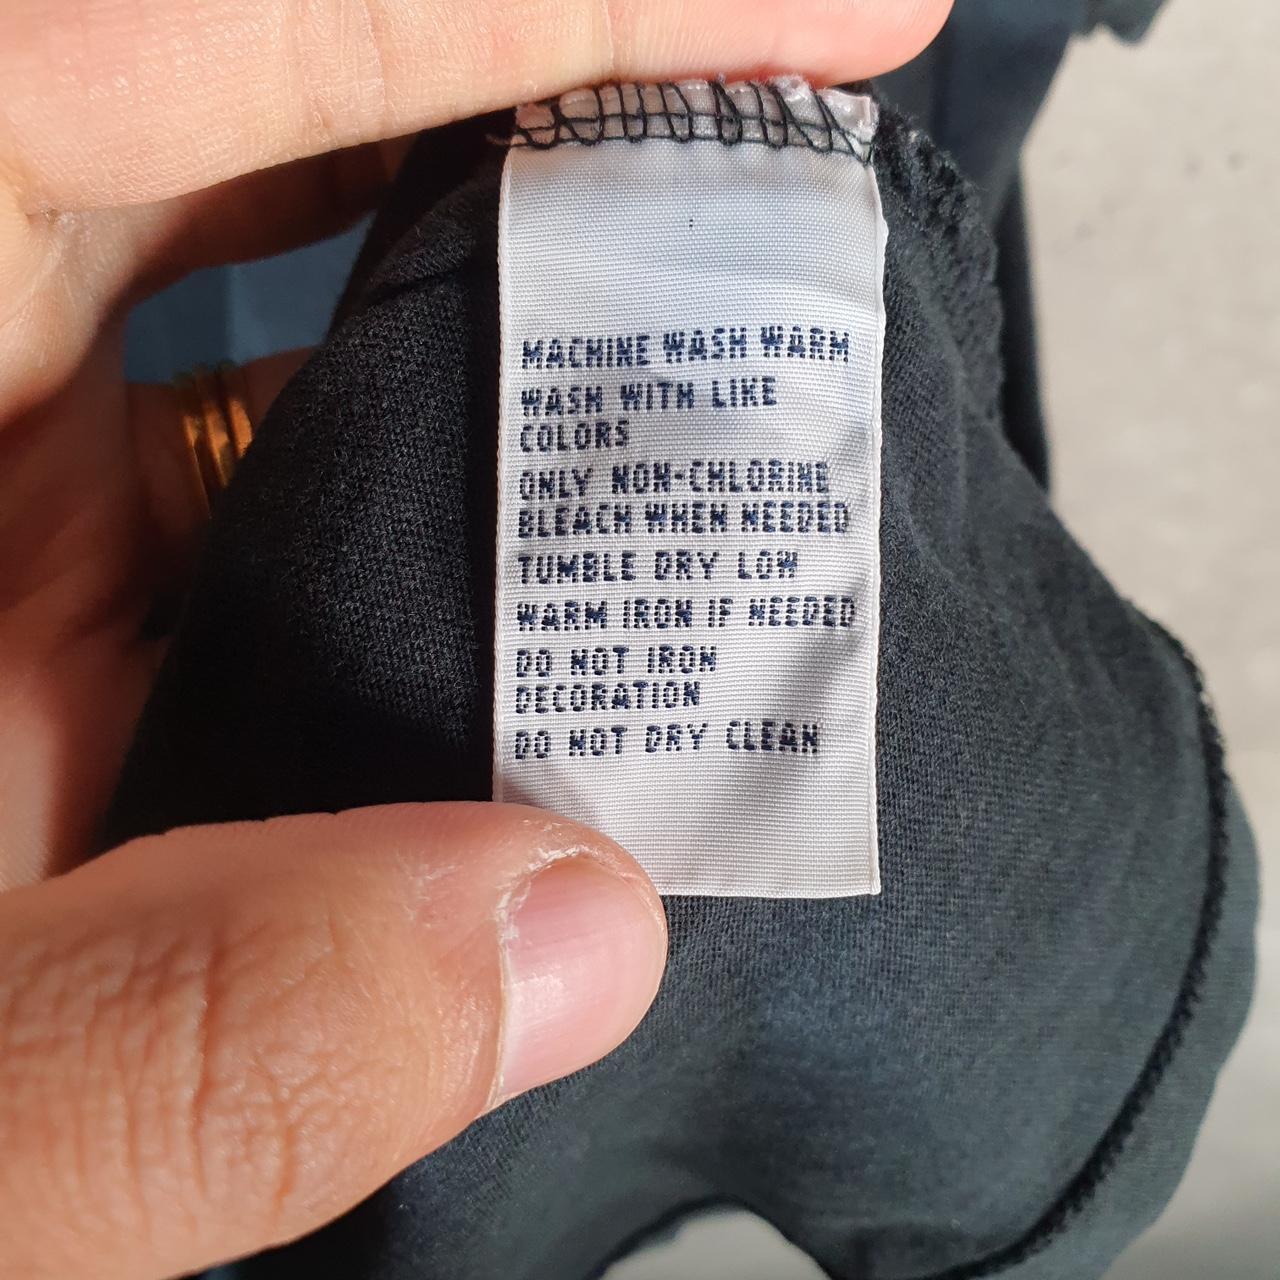 MACHINE WASH WARM
WASH WITH LIKE
COLORS
ONLY NON-CHLORINE
BLEACH WHEN NEEDED
TUMBLE DRY LOW
WARM IRON IF NEEDED
DO NOT IRON
DECORATION
DO NOT DRY CLEAN